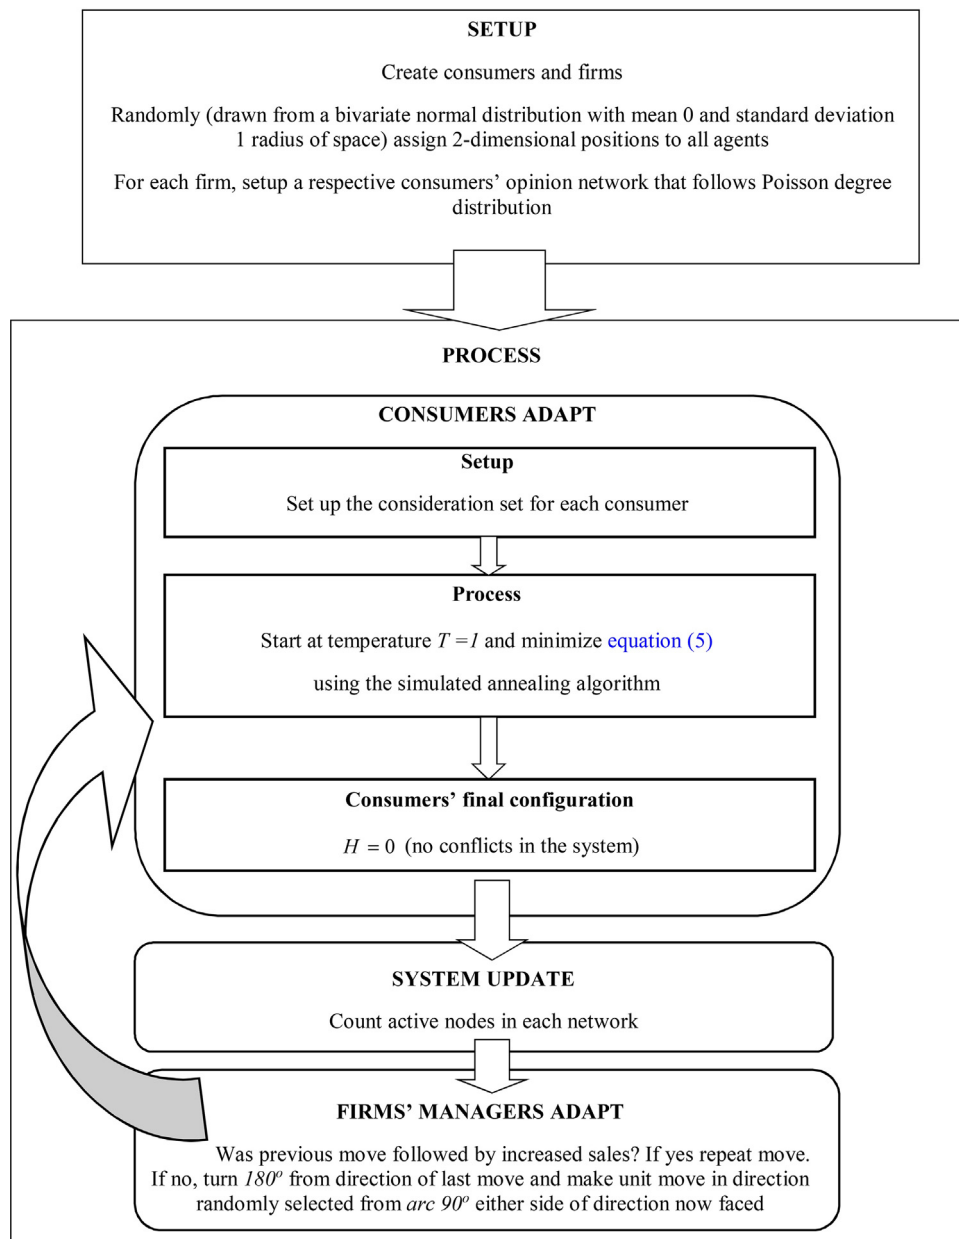 SETUP
Create consumers and firms
Randomly (drawn from a bivariate normal distribution with mean 0 and standard deviation
1 radius of space) assign 2-dimensional positions to all agents
For each firm, setup a respective consumers’ opinion network that follows Poisson degree
distribution
PROCESS
CONSUMERS ADAPT
Setup
Set up the consideration set for each consumer
Process
Start at temperature T =1 and minimize equation (5)
using the simulated annealing algorithm
Consumers’ final configuration
H = 0 (no conflicts in the system)
SYSTEM UPDATE
Count active nodes in each network
FIRMS’ MANAGERS ADAPT
Was previous move followed by increased sales? If yes repeat move.
If no, turn 180º from direction of last move and make unit move in direction
randomly selected from arc 90º either side of direction now faced